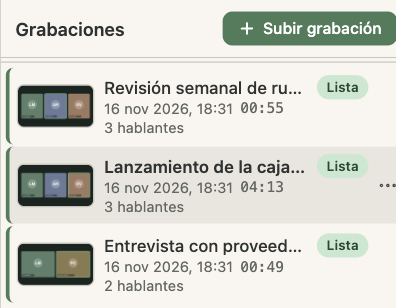 Grabaciones
+ Subir grabación
Revisión semanal de ru... Lista
16 nov 2026, 18:31 00:55
3 hablantes
Lanzamiento de la caja... Lista
16 nov 2026, 18:31 04:13
3 hablantes
Entrevista con proveed... Lista
16 nov 2026, 18:31 00:49
2 hablantes